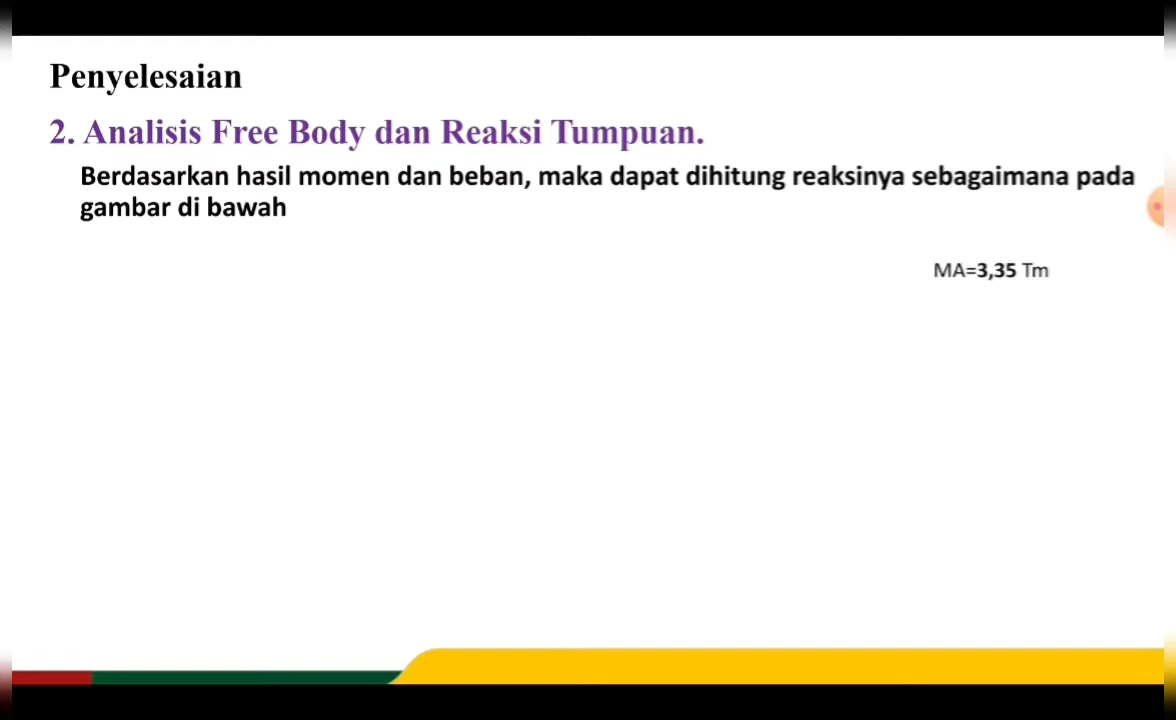 Penyelesaian
2. Analisis Free Body dan Reaksi Tumpuan.
Berdasarkan hasil momen dan beban, maka dapat dihitung reaksinya sebagaimana pada
gambar di bawah
MA=3,35 Tm